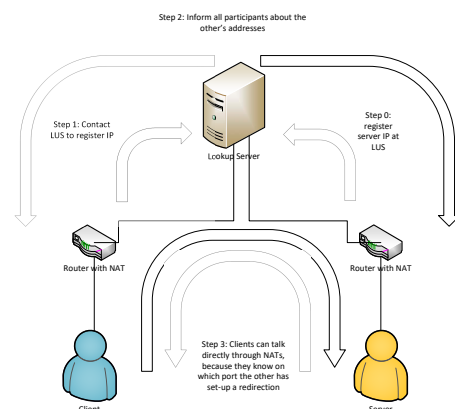 Step 2: Inform all participants about the
other's addresses
Step 1: Contact
LUS to register IP
Step 0:
register
server IP at
LUS
Lookup Server
Router with NAT
Router with NAT
Step 3: Clients can talk
directly through NATs,
because they know on
which port the other has
set-up a redirection
Client
Server